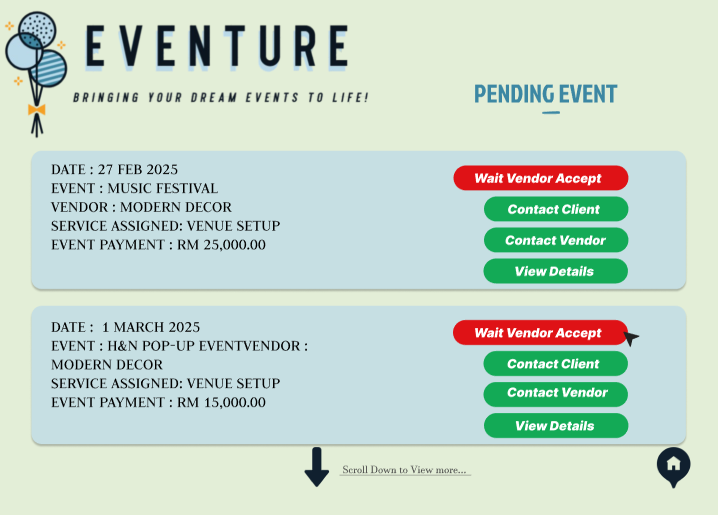 EVENTURE
BRINGING YOUR DREAM EVENTS TO LIFE!
PENDING EVENT
DATE : 27 FEB 2025
EVENT : MUSIC FESTIVAL
VENDOR : MODERN DECOR
SERVICE ASSIGNED: VENUE SETUP
EVENT PAYMENT : RM 25,000.00
Wait Vendor Accept
Contact Client
Contact Vendor
View Details
DATE : 1 MARCH 2025
EVENT : H&N POP-UP EVENTVENDOR :
MODERN DECOR
SERVICE ASSIGNED: VENUE SETUP
EVENT PAYMENT : RM 15,000.00
Wait Vendor Accept
Contact Client
Contact Vendor
View Details
Scroll Down to View more...